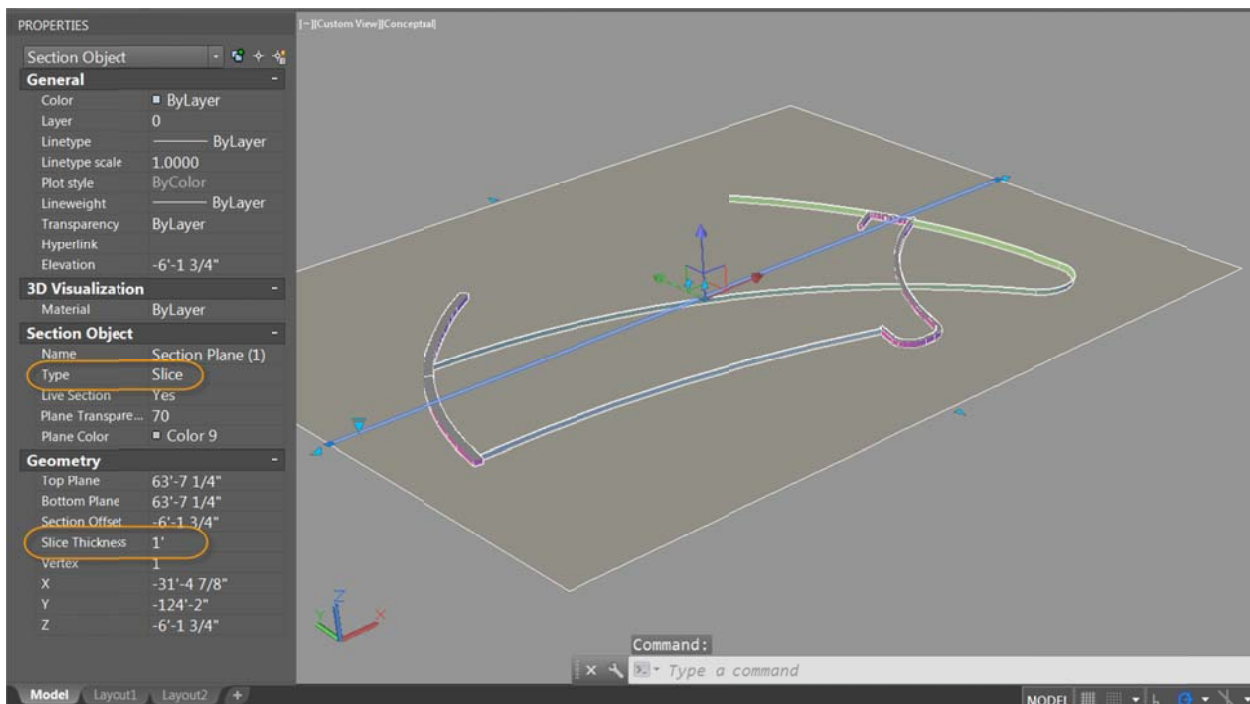 PROPERTIES
[−][Custom View][Conceptual]
Section Object
General
Color ByLayer
Layer 0
Linetype ByLayer
Linetype scale 1.0000
Plot style ByColor
Lineweight ByLayer
Transparency ByLayer
Hyperlink
Elevation -6'-1 3/4"
3D Visualization
Material ByLayer
Section Object
Name Section Plane (1)
Type Slice
Live Section Yes
Plane Transpare... 70
Plane Color Color 9
Geometry
Top Plane 63'-7 1/4"
Bottom Plane 63'-7 1/4"
Section Offset -6'-1 3/4"
Slice Thickness 1'
Vertex 1
X -31'-4 7/8"
Y -124'-2"
Z -6'-1 3/4"
Z
Y
X
Command:
Type a command
Model Layout1 Layout2 +
MODEL